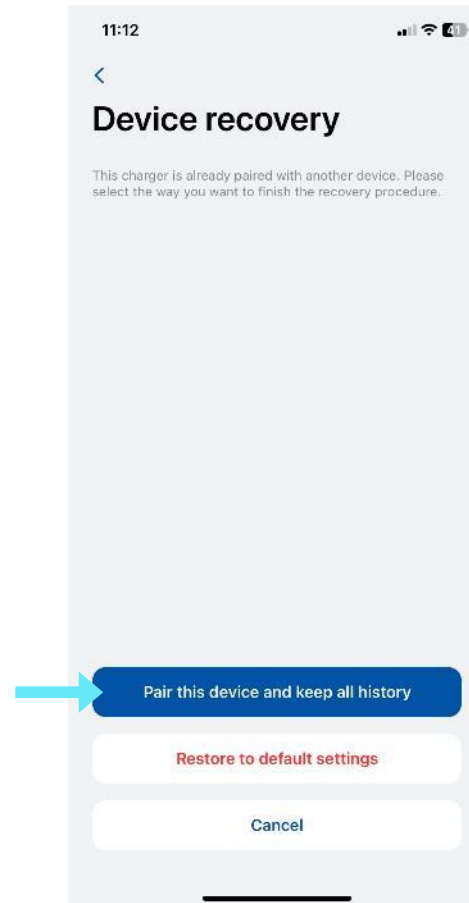 11:12
41
Device recovery
This charger is already paired with another device. Please
select the way you want to finish the recovery procedure.
Pair this device and keep all history
Restore to default settings
Cancel